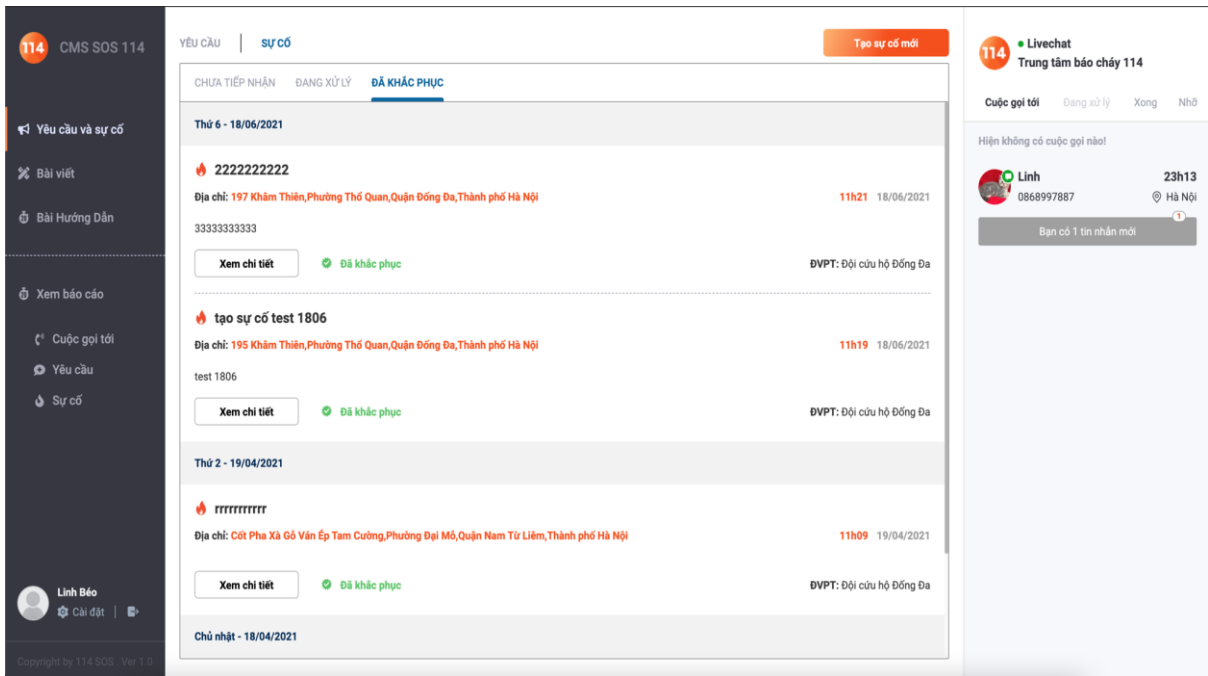 114 CMS SOS 114
Yêu cầu và sự cố
Bài viết
Bài Hướng Dẫn
Xem báo cáo
Cuộc gọi tới
Yêu cầu
Sự cố
Linh Béo
Cài đặt
Copyright by 114 SOS . Ver 1.0
YÊU CẦU SỰ CỐ Tạo sự cố mới
CHƯA TIẾP NHẬN ĐANG XỬ LÝ ĐÃ KHẮC PHỤC
Thứ 6 - 18/06/2021
2222222222
Địa chỉ: 197 Khâm Thiên,Phường Thổ Quan,Quận Đống Đa,Thành phố Hà Nội 11h21 18/06/2021
33333333333
Xem chi tiết Đã khắc phục ĐVPT: Đội cứu hộ Đống Đa
tạo sự cố test 1806
Địa chỉ: 195 Khâm Thiên,Phường Thổ Quan,Quận Đống Đa,Thành phố Hà Nội 11h19 18/06/2021
test 1806
Xem chi tiết Đã khắc phục ĐVPT: Đội cứu hộ Đống Đa
Thứ 2 - 19/04/2021
rrrrrrrrrrr
Địa chỉ: Cốt Pha Xà Gồ Ván Ép Tam Cường,Phường Đại Mỗ,Quận Nam Từ Liêm,Thành phố Hà Nội 11h09 19/04/2021
Xem chi tiết Đã khắc phục ĐVPT: Đội cứu hộ Đống Đa
Chủ nhật - 18/04/2021
114 Livechat
Trung tâm báo cháy 114
Cuộc gọi tới Đang xử lý Xong Nhỡ
Hiện không có cuộc gọi nào!
Linh 23h13
0868997887 Hà Nội
1
Bạn có 1 tin nhắn mới